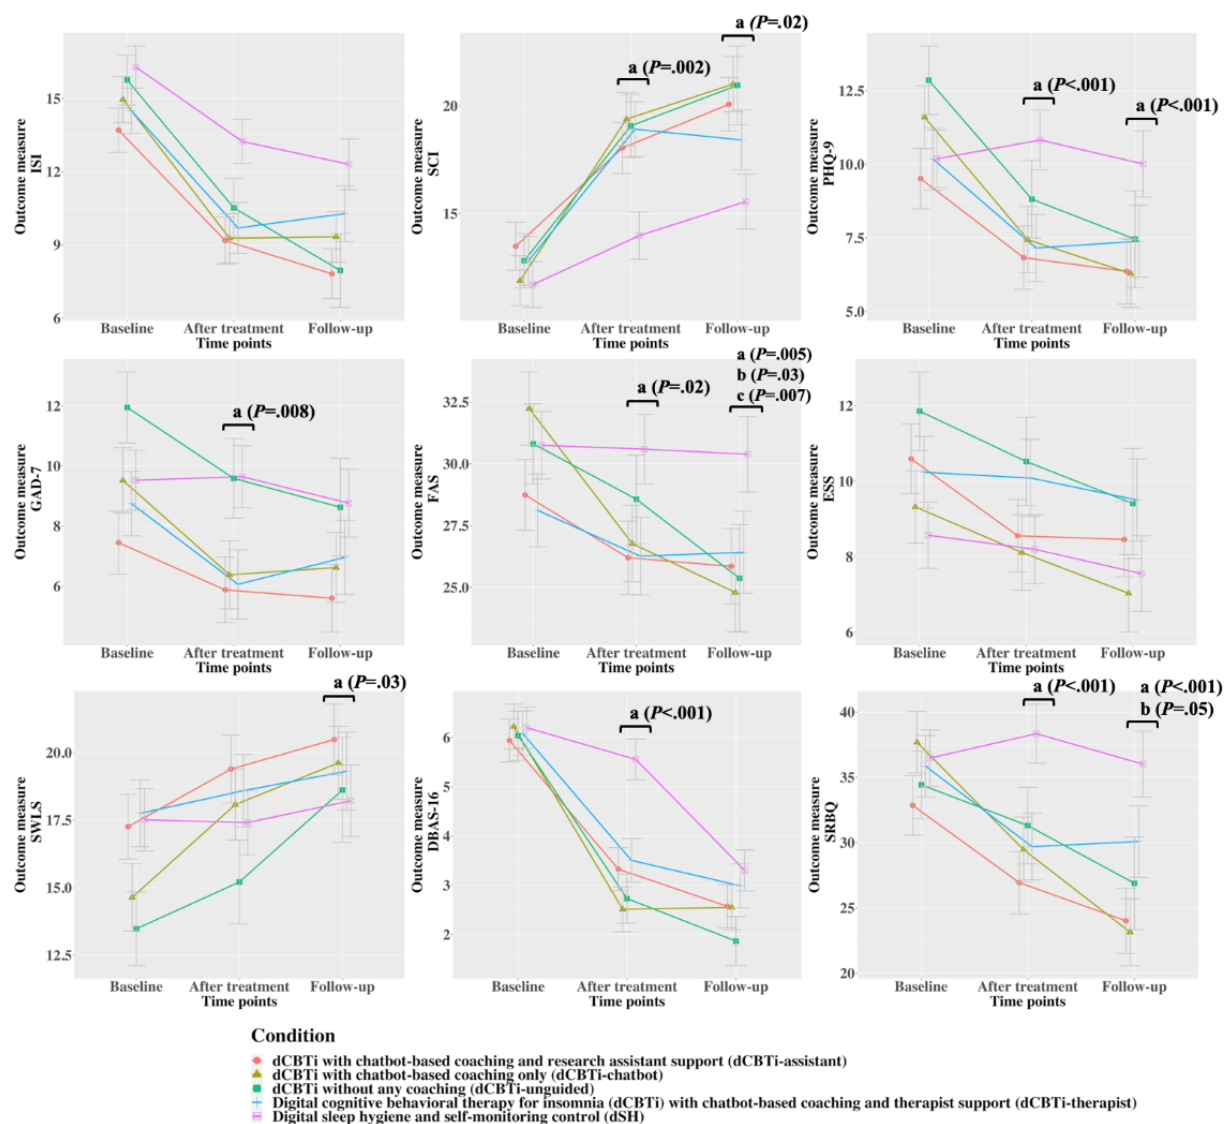 a (P=.02)
a (P=.002)
a (P<.001)
a (P<.001)
Outcome measure
ISI
15
12
9
6
Baseline
After treatment
Follow-up
Time points
Outcome measure
SCI
20
15
Baseline
After treatment
Follow-up
Time points
Outcome measure
PHQ-9
12.5
10.0
7.5
5.0
Baseline
After treatment
Follow-up
Time points
a (P=.008)
Outcome measure
GAD-7
12
10
8
6
Baseline
After treatment
Follow-up
Time points
a (P=.02)
a (P=.005)
b (P=.03)
c (P=.007)
Outcome measure
FAS
32.5
30.0
27.5
25.0
Baseline
After treatment
Follow-up
Time points
Outcome measure
ESS
12
10
8
6
Baseline
After treatment
Follow-up
Time points
a (P=.03)
Outcome measure
SWLS
20.0
17.5
15.0
12.5
Baseline
After treatment
Follow-up
Time points
a (P<.001)
Outcome measure
DBAS-16
6
5
4
3
2
Baseline
After treatment
Follow-up
Time points
a (P<.001)
a (P<.001)
b (P=.05)
Outcome measure
SRBQ
40
35
30
25
20
Baseline
After treatment
Follow-up
Time points
Condition
dCBTi with chatbot-based coaching and research assistant support (dCBTi-assistant)
dCBTi with chatbot-based coaching only (dCBTi-chatbot)
dCBTi without any coaching (dCBTi-unguided)
Digital cognitive behavioral therapy for insomnia (dCBTi) with chatbot-based coaching and therapist support (dCBTi-therapist)
Digital sleep hygiene and self-monitoring control (dSH)